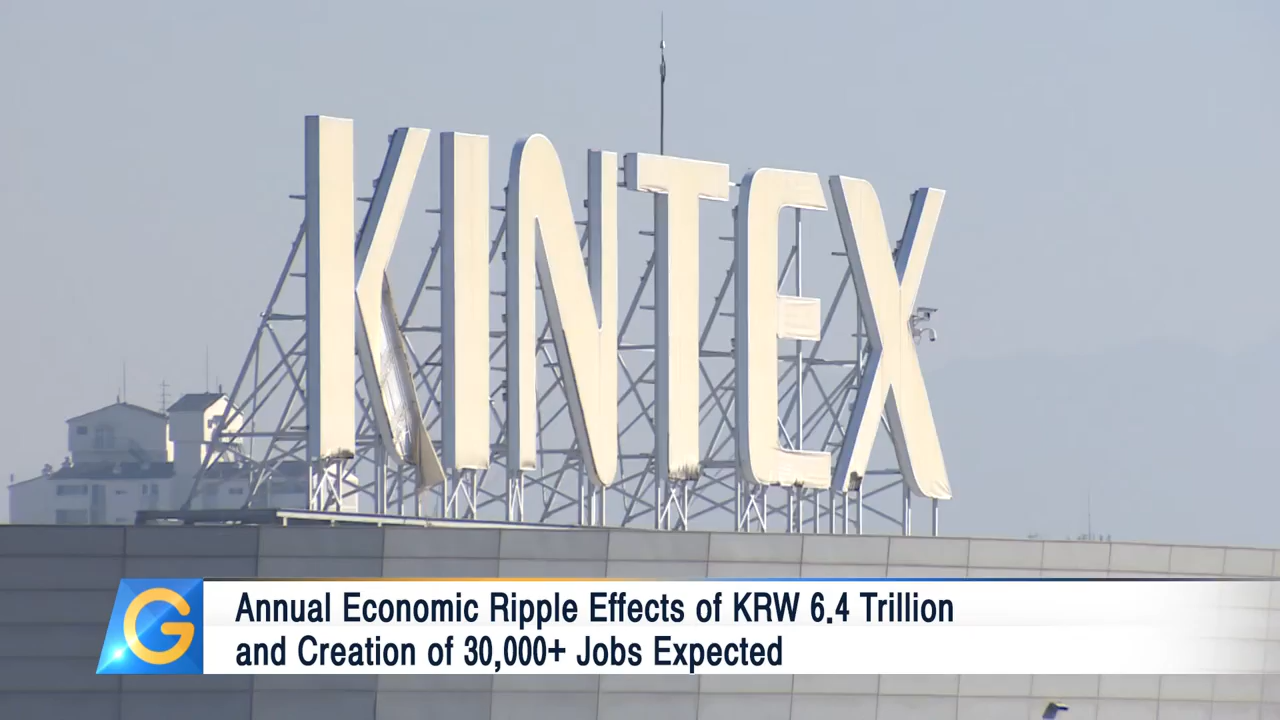 KINTEX
G
Annual Economic Ripple Effects of KRW 6.4 Trillion
and Creation of 30,000+ Jobs Expected